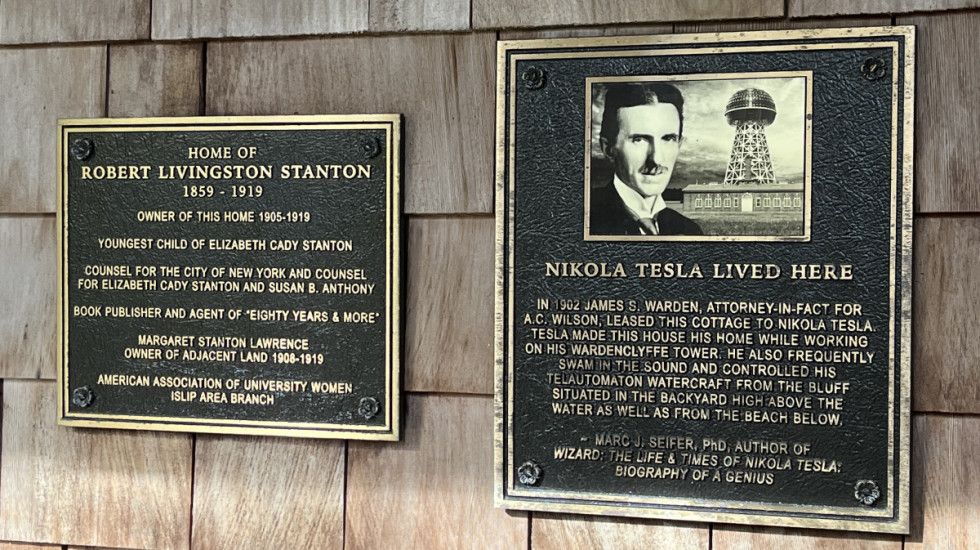 HOME OF
ROBERT LIVINGSTON STANTON
1859 - 1919
OWNER OF THIS HOME 1905-1919
YOUNGEST CHILD OF ELIZABETH CADY STANTON
COUNSEL FOR THE CITY OF NEW YORK AND COUNSEL
FOR ELIZABETH CADY STANTON AND SUSAN B. ANTHONY
BOOK PUBLISHER AND AGENT OF "EIGHTY YEARS & MORE"
MARGARET STANTON LAWRENCE
OWNER OF ADJACENT LAND 1908-1919
AMERICAN ASSOCIATION OF UNIVERSITY WOMEN
ISLIP AREA BRANCH
NIKOLA TESLA LIVED HERE
IN 1902 JAMES S. WARDEN, ATTORNEY-IN-FACT FOR
A.C. WILSON, LEASED THIS COTTAGE TO NIKOLA TESLA.
TESLA MADE THIS HOUSE HIS HOME WHILE WORKING
ON HIS WARDENCLYFFE TOWER. HE ALSO FREQUENTLY
SWAM IN THE SOUND AND CONTROLLED HIS
TELAUTOMATON WATERCRAFT FROM THE BLUFF
SITUATED IN THE BACKYARD HIGH ABOVE THE
WATER AS WELL AS FROM THE BEACH BELOW.
~ MARC J. SEIFER, PhD, AUTHOR OF
WIZARD: THE LIFE & TIMES OF NIKOLA TESLA:
BIOGRAPHY OF A GENIUS